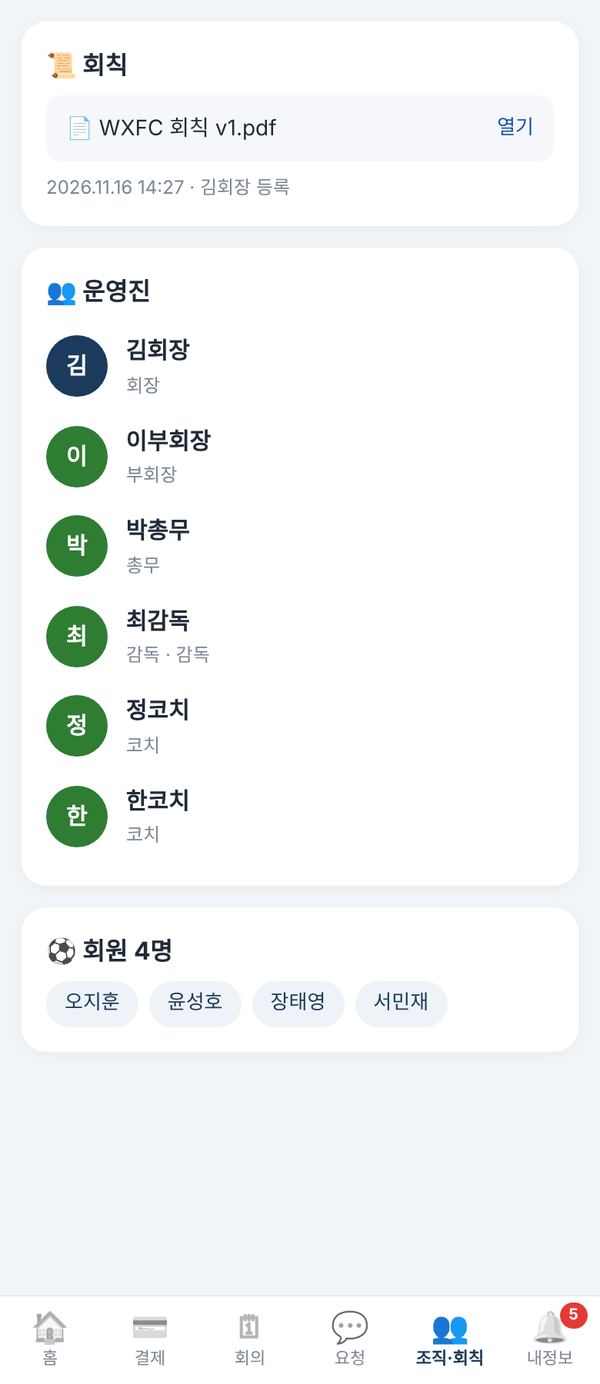 📜 회칙
📄 WXFC 회칙 v1.pdf 열기
2026.11.16 14:27 · 김회장 등록
👥 운영진
김 김회장
회장
이 이부회장
부회장
박 박총무
총무
최 최감독
감독 · 감독
정 정코치
코치
한 한코치
코치
⚽ 회원 4명
오지훈 윤성호 장태영 서민재
5
홈 결제 회의 요청 조직·회칙 내정보